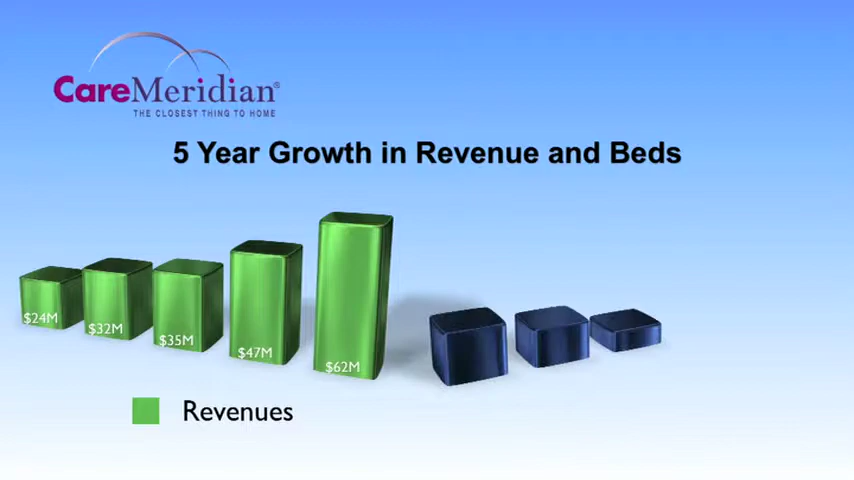 CareMeridian®
THE CLOSEST THING TO HOME
5 Year Growth in Revenue and Beds
$24M
$32M
$35M
$47M
$62M
Revenues